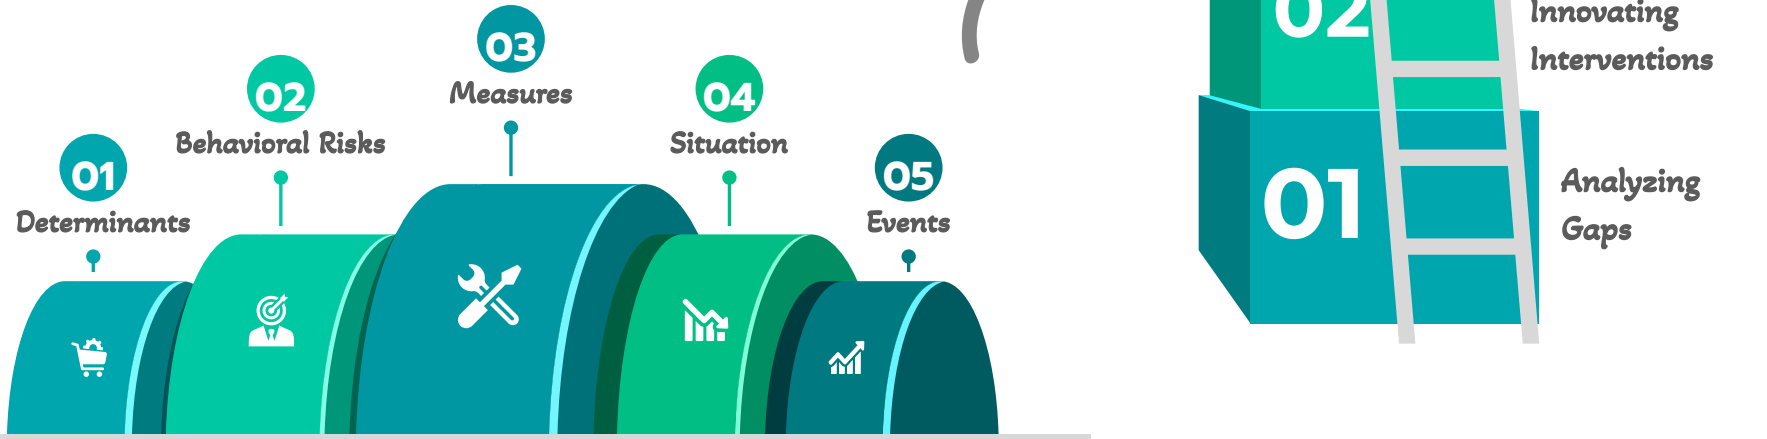 01
Determinants
02
Behavioral Risks
03
Measures
04
Situation
05
Events
02
Innovating
Interventions
01
Analyzing
Gaps